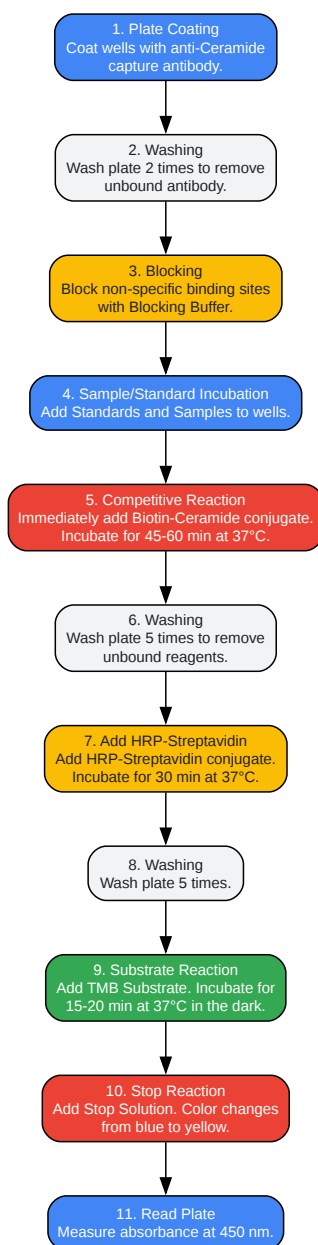 1. Plate Coating
Coat wells with anti-Ceramide
capture antibody.
2. Washing
Wash plate 2 times to remove
unbound antibody.
3. Blocking
Block non-specific binding sites
with Blocking Buffer.
4. Sample/Standard Incubation
Add Standards and Samples to wells.
5. Competitive Reaction
Immediately add Biotin-Ceramide conjugate.
Incubate for 45-60 min at 37°C.
6. Washing
Wash plate 5 times to remove
unbound reagents.
7. Add HRP-Streptavidin
Add HRP-Streptavidin conjugate.
Incubate for 30 min at 37°C.
8. Washing
Wash plate 5 times.
9. Substrate Reaction
Add TMB Substrate. Incubate for
15-20 min at 37°C in the dark.
10. Stop Reaction
Add Stop Solution. Color changes
from blue to yellow.
11. Read Plate
Measure absorbance at 450 nm.